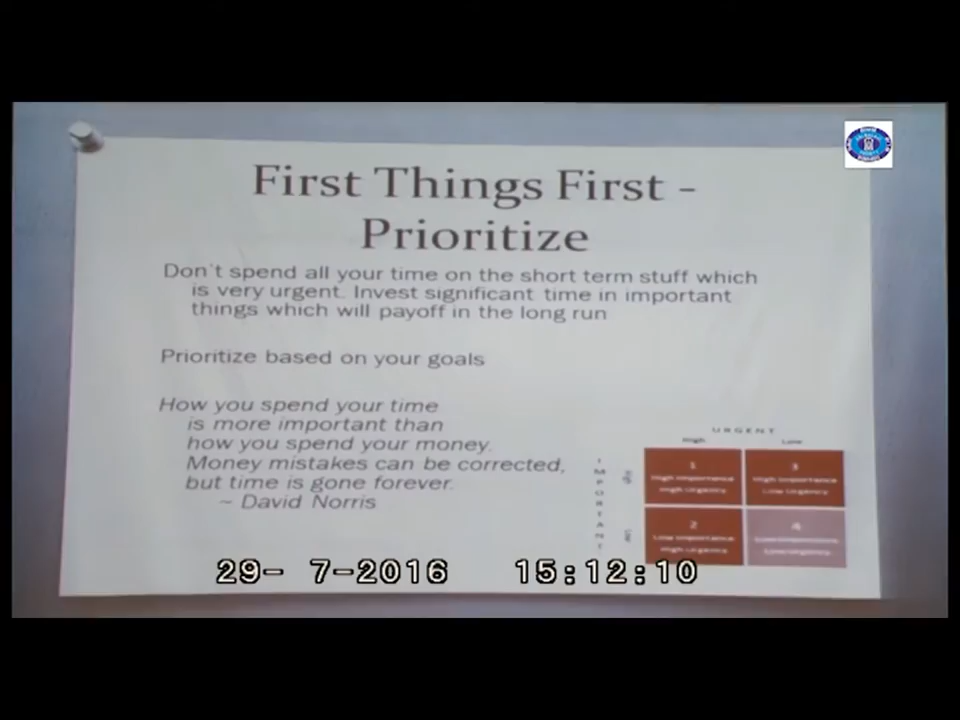 First Things First -
Prioritize
Don't spend all your time on the short term stuff which
is very urgent. Invest significant time in important
things which will payoff in the long run
Prioritize based on your goals
How you spend your time
is more important than
how you spend your money.
Money mistakes can be corrected,
but time is gone forever.
~ David Norris
URGENT
High Low
IMPORTANT
1
High Importance
High Urgency
3
High Importance
Low Urgency
2
Low Importance
High Urgency
4
29- 7-2016 15:12:10